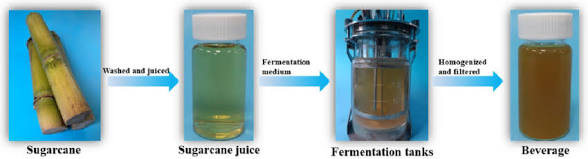 Washed and juiced
Fermentation
medium
Homogenized
and filtered
Sugarcane
Sugarcane juice
Fermentation tanks
Beverage